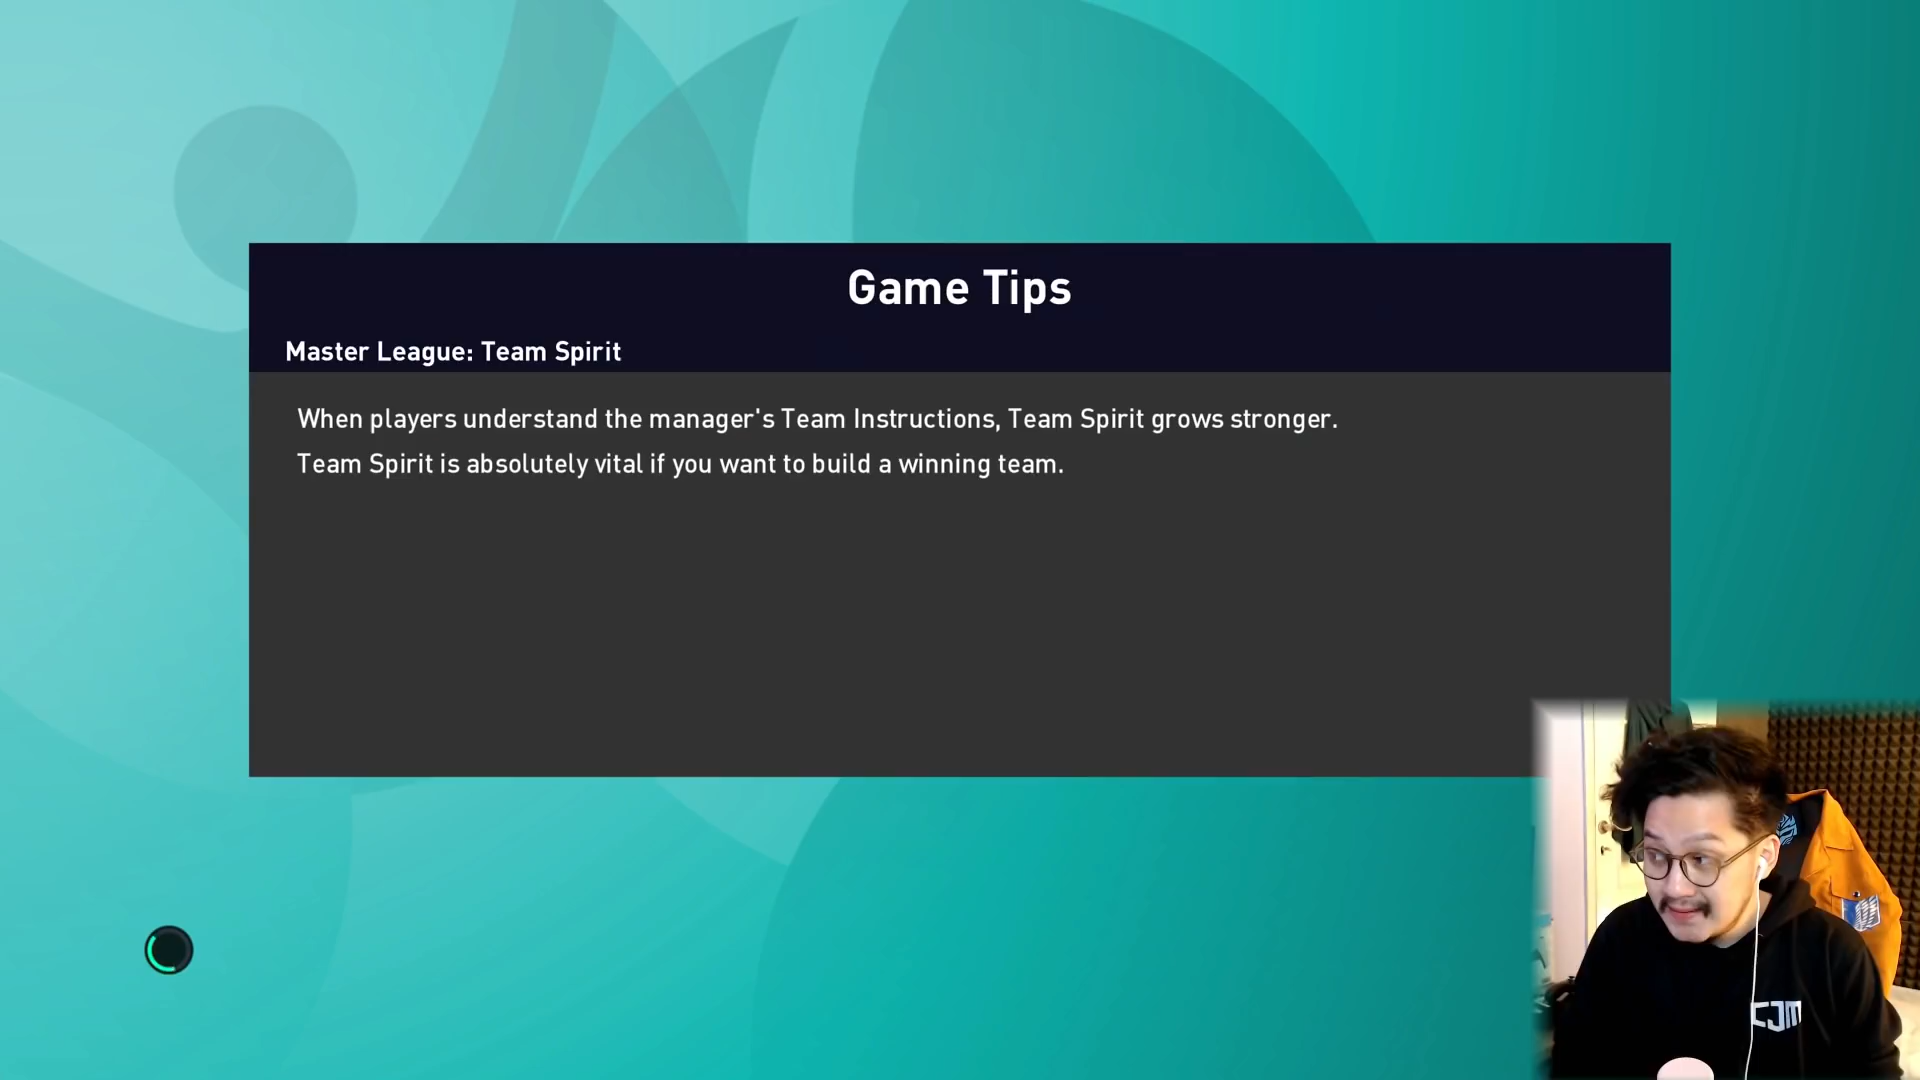 Game Tips
Master League: Team Spirit
When players understand the manager's Team Instructions, Team Spirit grows stronger.
Team Spirit is absolutely vital if you want to build a winning team.
CJM